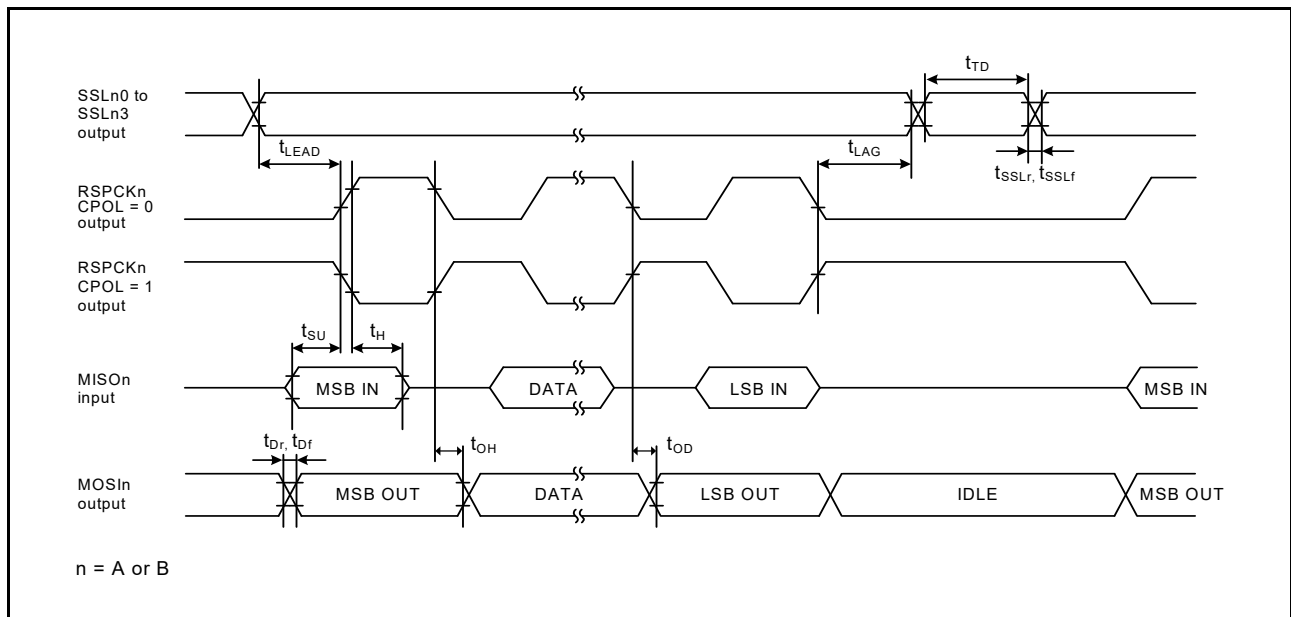 SSLn0 to
SSLn3
output
tTD
tLEAD
tLAG
tSSLr, tSSLf
RSPCKn
CPOL = 0
output
RSPCKn
CPOL = 1
output
tSU
tH
MISOn
input
MSB IN
DATA
LSB IN
MSB IN
tDr, tDf
tOH
tOD
MOSIn
output
MSB OUT
DATA
LSB OUT
IDLE
MSB OUT
n = A or B